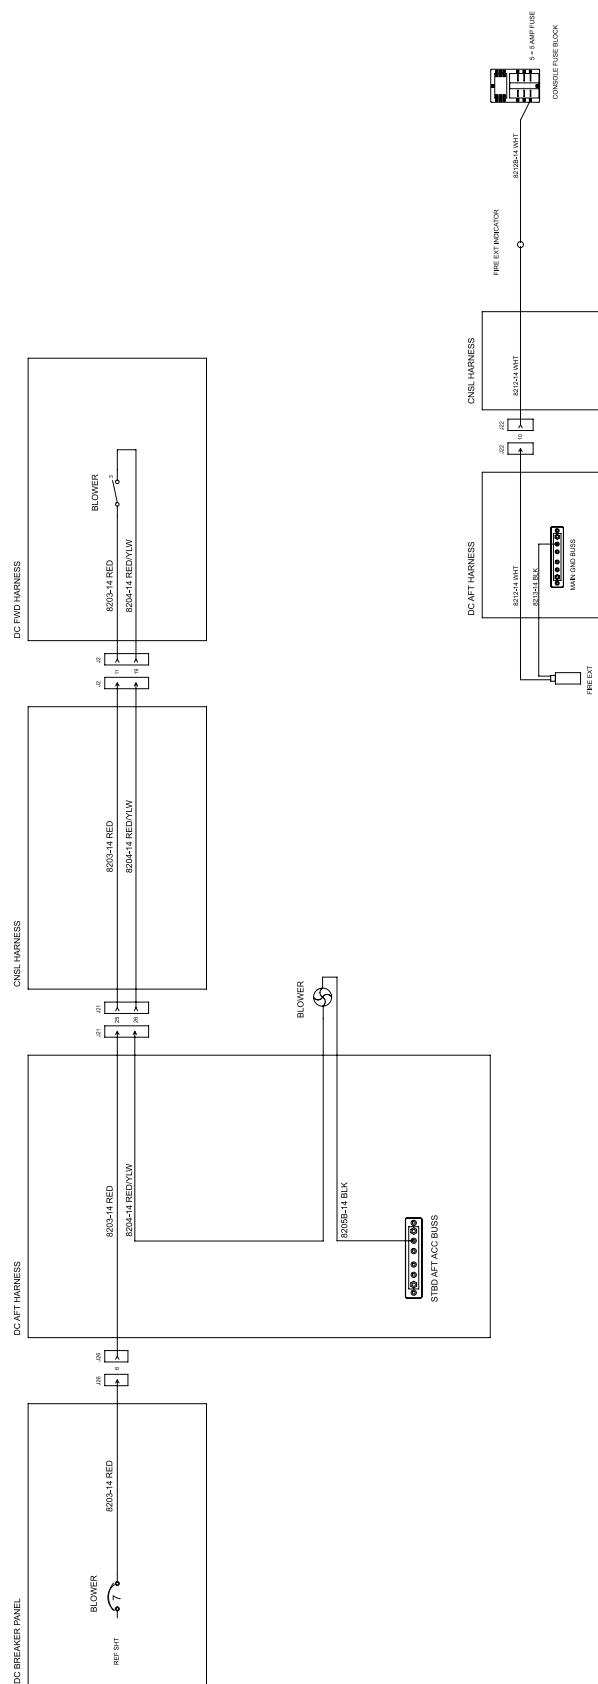 5 = 5 AMP FUSE
CONSOLE FUSE BLOCK
8212B-14 WHT
FIRE EXT INDICATOR
CNSL HARNESS
8212-14 WHT
J22
10
J22
DC AFT HARNESS
8212-14 WHT
8213-14 BLK
MAIN GND BUSS
FIRE EXT
DC FWD HARNESS
BLOWER
3
8203-14 RED
8204-14 RED/YLW
J2
11
19
J2
CNSL HARNESS
8203-14 RED
8204-14 RED/YLW
J21
25
26
J21
BLOWER
DC AFT HARNESS
8203-14 RED
8204-14 RED/YLW
8205B-14 BLK
STBD AFT ACC BUSS
J26
6
J26
DC BREAKER PANEL
8203-14 RED
BLOWER
7
REF SHT